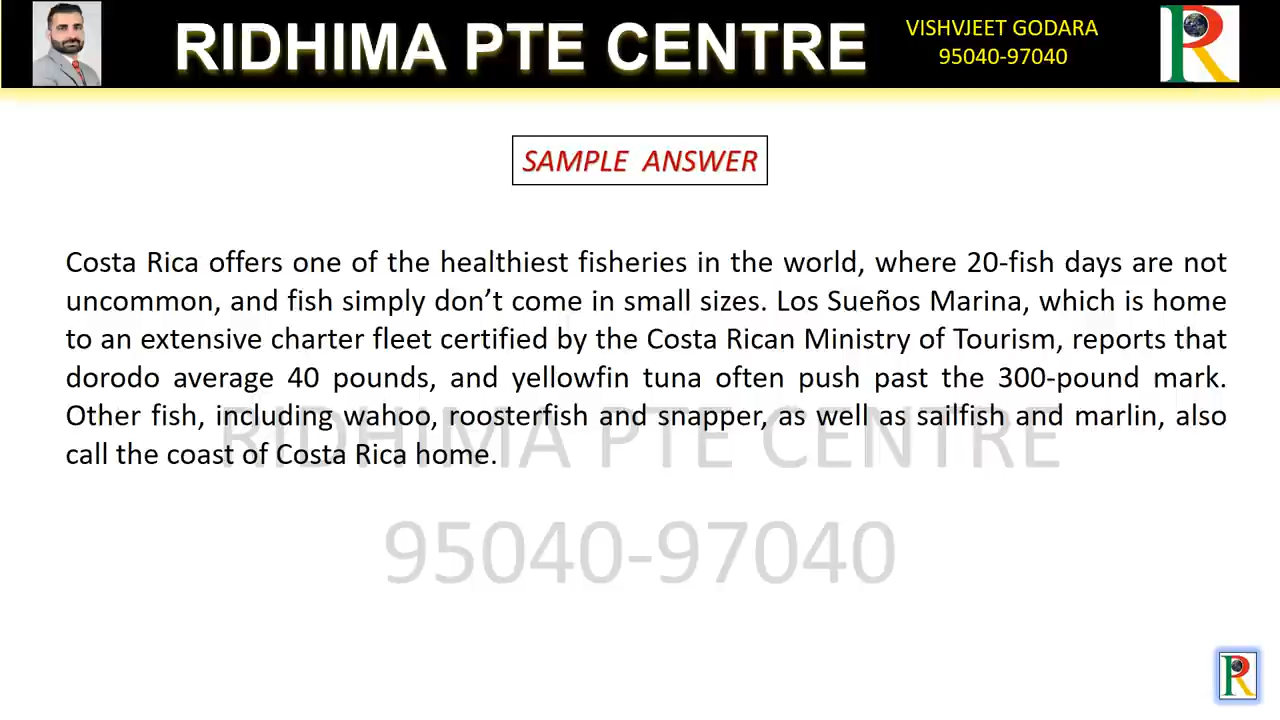 RIDHIMA PTE CENTRE
VISHVJEET GODARA
95040-97040
SAMPLE ANSWER
Costa Rica offers one of the healthiest fisheries in the world, where 20-fish days are not
uncommon, and fish simply don’t come in small sizes. Los Sueños Marina, which is home
to an extensive charter fleet certified by the Costa Rican Ministry of Tourism, reports that
dorodo average 40 pounds, and yellowfin tuna often push past the 300-pound mark.
Other fish, including wahoo, roosterfish and snapper, as well as sailfish and marlin, also
call the coast of Costa Rica home.
RIDHIMA PTE CENTRE
95040-97040